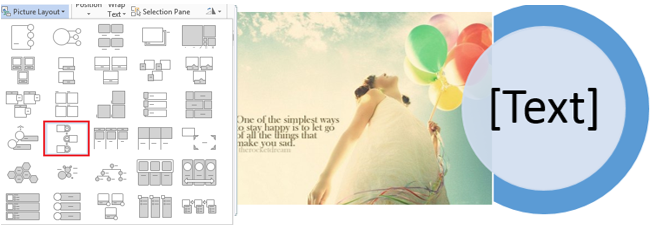 Picture Layout
Position
Wrap
Text
Selection Pane
One of the simplest ways
to stay happy is to let go
of all the things that
make you sad.
[Text]